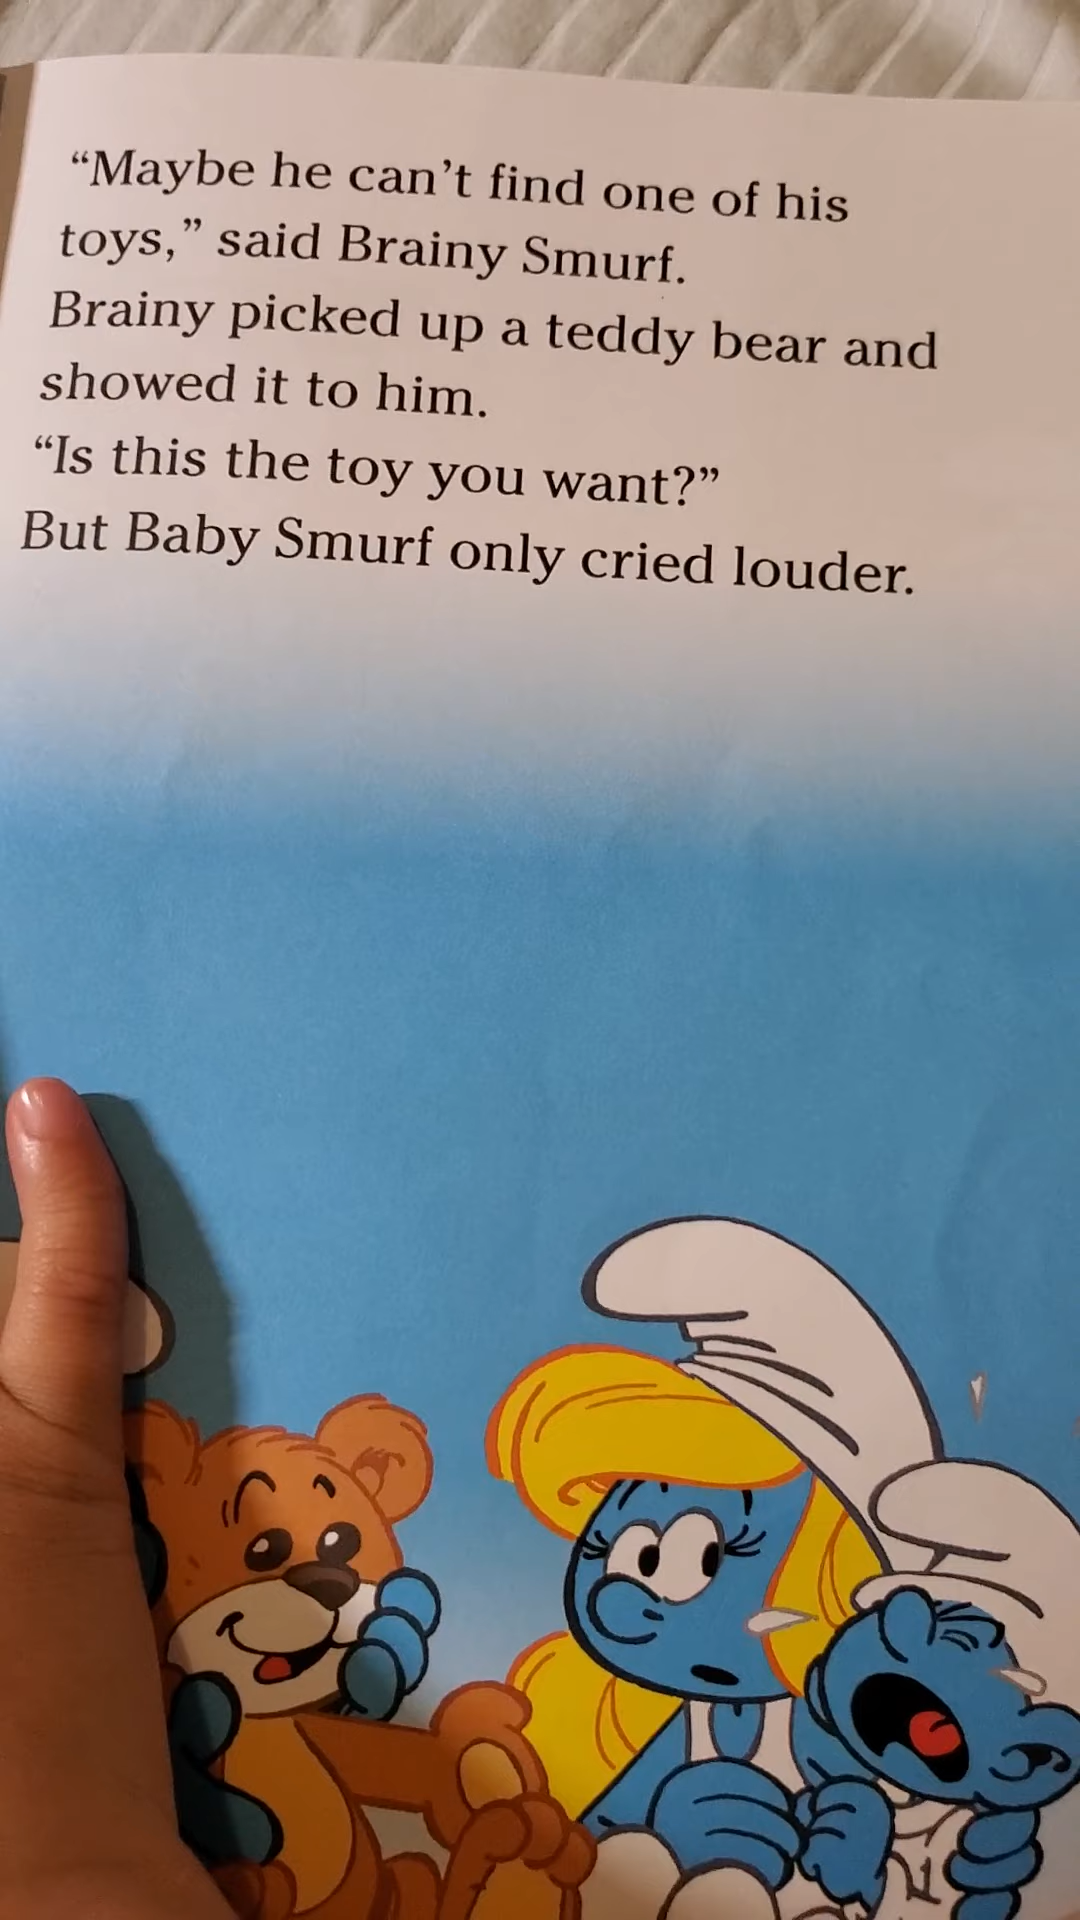 “Maybe he can’t find one of his
toys,” said Brainy Smurf.
Brainy picked up a teddy bear and
showed it to him.
“Is this the toy you want?”
But Baby Smurf only cried louder.